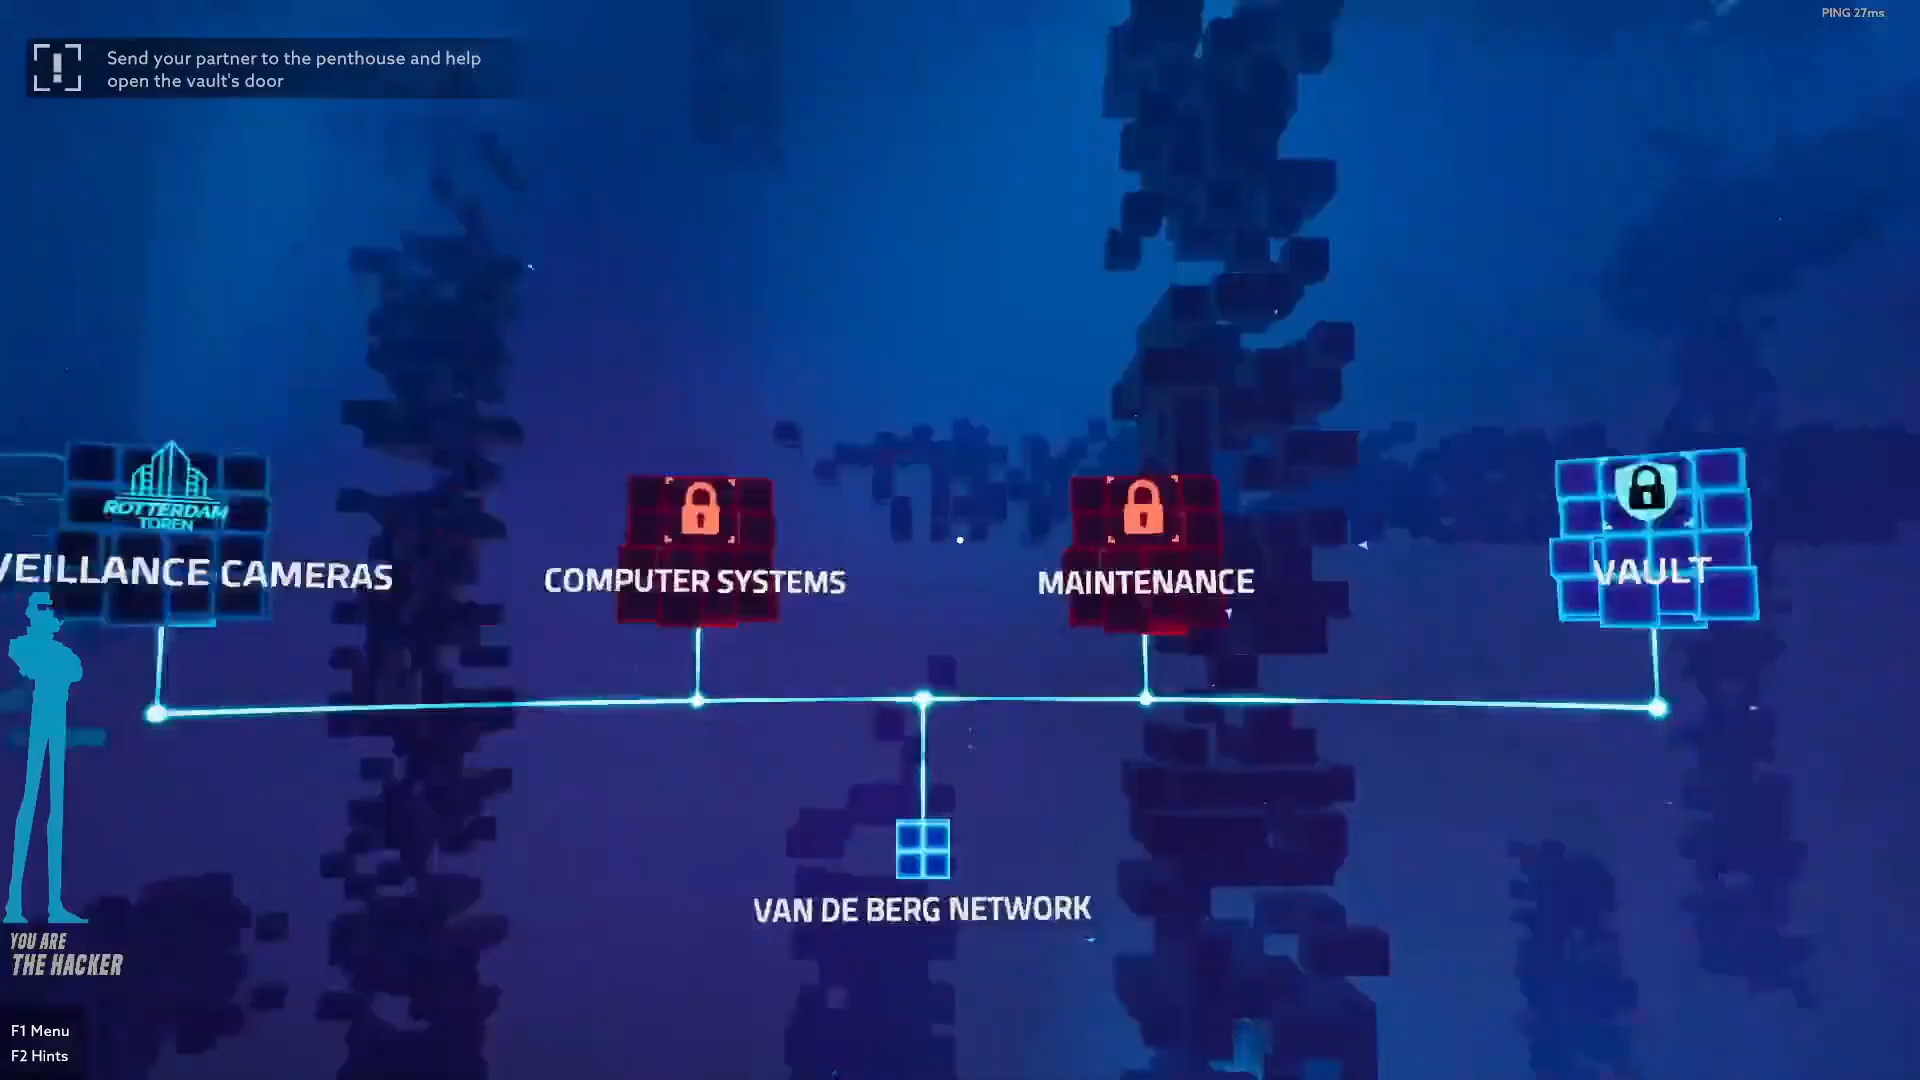 PING 27ms
Send your partner to the penthouse and help
open the vault's door
ROTTERDAM
TOREN
VEILLANCE CAMERAS
COMPUTER SYSTEMS
MAINTENANCE
VAULT
VAN DE BERG NETWORK
YOU ARE
THE HACKER
F1 Menu
F2 Hints